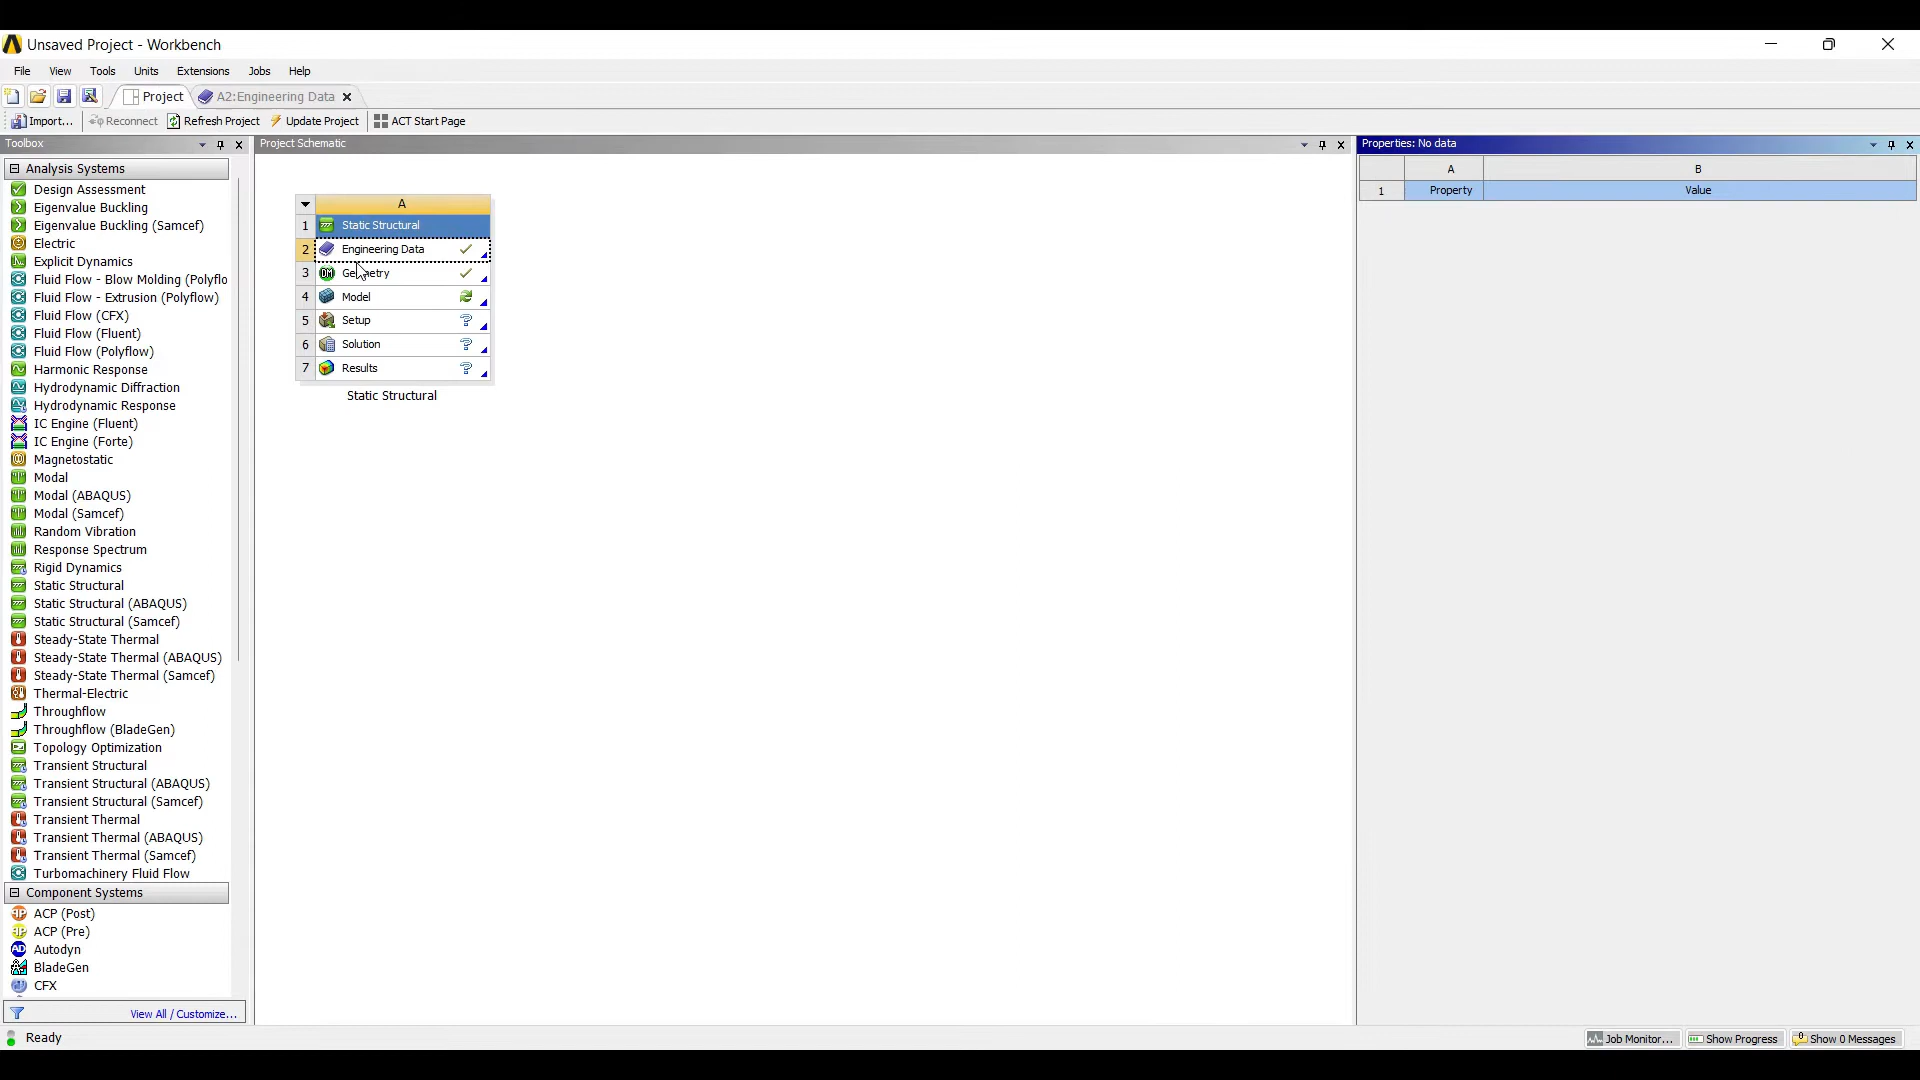 Unsaved Project - Workbench
File View Tools Units Extensions Jobs Help
Project A2:Engineering Data
Import... Reconnect Refresh Project Update Project ACT Start Page
Toolbox
Analysis Systems
Design Assessment
Eigenvalue Buckling
Eigenvalue Buckling (Samcef)
Electric
Explicit Dynamics
Fluid Flow - Blow Molding (Polyflo
Fluid Flow - Extrusion (Polyflow)
Fluid Flow (CFX)
Fluid Flow (Fluent)
Fluid Flow (Polyflow)
Harmonic Response
Hydrodynamic Diffraction
Hydrodynamic Response
IC Engine (Fluent)
IC Engine (Forte)
Magnetostatic
Modal
Modal (ABAQUS)
Modal (Samcef)
Random Vibration
Response Spectrum
Rigid Dynamics
Static Structural
Static Structural (ABAQUS)
Static Structural (Samcef)
Steady-State Thermal
Steady-State Thermal (ABAQUS)
Steady-State Thermal (Samcef)
Thermal-Electric
Throughflow
Throughflow (BladeGen)
Topology Optimization
Transient Structural
Transient Structural (ABAQUS)
Transient Structural (Samcef)
Transient Thermal
Transient Thermal (ABAQUS)
Transient Thermal (Samcef)
Turbomachinery Fluid Flow
Component Systems
ACP (Post)
ACP (Pre)
Autodyn
BladeGen
CFX
View All / Customize...
Project Schematic
A
1 Static Structural
2 Engineering Data
3 Geometry
4 Model
5 Setup
6 Solution
7 Results
Static Structural
Properties: No data
A B
1 Property Value
Ready
Job Monitor... Show Progress Show 0 Messages